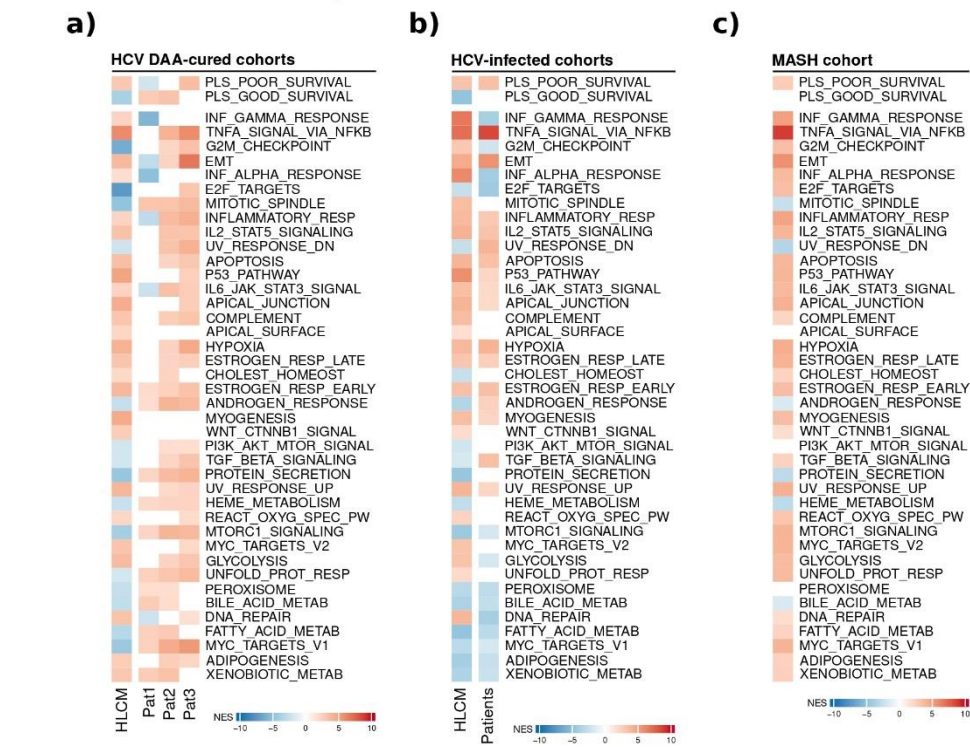 a)
HCV DAA-cured cohorts
PLS_POOR_SURVIVAL
PLS_GOOD_SURVIVAL
INF_GAMMA_RESPONSE
TNFA_SIGNAL_VIA_NFKB
G2M_CHECKPOINT
EMT
INF_ALPHA_RESPONSE
E2F_TARGETS
MITOTIC_SPINDLE
INFLAMMATORY_RESP
IL2_STAT5_SIGNALING
UV_RESPONSE_DN
APOPTOSIS
P53_PATHWAY
IL6_JAK_STAT3_SIGNAL
APICAL_JUNCTION
COMPLEMENT
APICAL_SURFACE
HYPOXIA
ESTROGEN_RESP_LATE
CHOLEST_HOMEOST
ESTROGEN_RESP_EARLY
ANDROGEN_RESPONSE
MYOGENESIS
WNT_CTNNB1_SIGNAL
PI3K_AKT_MTOR_SIGNAL
TGF_BETA_SIGNALING
PROTEIN_SECRETION
UV_RESPONSE_UP
HEME_METABOLISM
REACT_OXYG_SPEC_PW
MTORC1_SIGNALING
MYC_TARGETS_V2
GLYCOLYSIS
UNFOLD_PROT_RESP
PEROXISOME
BILE_ACID_METAB
DNA_REPAIR
FATTY_ACID_METAB
MYC_TARGETS_V1
ADIPOGENESIS
XENOBIOTIC_METAB
HLCM
Pat1
Pat2
Pat3
NES
−10 −5 0 5 10
b)
HCV-infected cohorts
PLS_POOR_SURVIVAL
PLS_GOOD_SURVIVAL
INF_GAMMA_RESPONSE
TNFA_SIGNAL_VIA_NFKB
G2M_CHECKPOINT
EMT
INF_ALPHA_RESPONSE
E2F_TARGETS
MITOTIC_SPINDLE
INFLAMMATORY_RESP
IL2_STAT5_SIGNALING
UV_RESPONSE_DN
APOPTOSIS
P53_PATHWAY
IL6_JAK_STAT3_SIGNAL
APICAL_JUNCTION
COMPLEMENT
APICAL_SURFACE
HYPOXIA
ESTROGEN_RESP_LATE
CHOLEST_HOMEOST
ESTROGEN_RESP_EARLY
ANDROGEN_RESPONSE
MYOGENESIS
WNT_CTNNB1_SIGNAL
PI3K_AKT_MTOR_SIGNAL
TGF_BETA_SIGNALING
PROTEIN_SECRETION
UV_RESPONSE_UP
HEME_METABOLISM
REACT_OXYG_SPEC_PW
MTORC1_SIGNALING
MYC_TARGETS_V2
GLYCOLYSIS
UNFOLD_PROT_RESP
PEROXISOME
BILE_ACID_METAB
DNA_REPAIR
FATTY_ACID_METAB
MYC_TARGETS_V1
ADIPOGENESIS
XENOBIOTIC_METAB
HLCM
Patients
NES
−10 −5 0 5 10
c)
MASH cohort
PLS_POOR_SURVIVAL
PLS_GOOD_SURVIVAL
INF_GAMMA_RESPONSE
TNFA_SIGNAL_VIA_NFKB
G2M_CHECKPOINT
EMT
INF_ALPHA_RESPONSE
E2F_TARGETS
MITOTIC_SPINDLE
INFLAMMATORY_RESP
IL2_STAT5_SIGNALING
UV_RESPONSE_DN
APOPTOSIS
P53_PATHWAY
IL6_JAK_STAT3_SIGNAL
APICAL_JUNCTION
COMPLEMENT
APICAL_SURFACE
HYPOXIA
ESTROGEN_RESP_LATE
CHOLEST_HOMEOST
ESTROGEN_RESP_EARLY
ANDROGEN_RESPONSE
MYOGENESIS
WNT_CTNNB1_SIGNAL
PI3K_AKT_MTOR_SIGNAL
TGF_BETA_SIGNALING
PROTEIN_SECRETION
UV_RESPONSE_UP
HEME_METABOLISM
REACT_OXYG_SPEC_PW
MTORC1_SIGNALING
MYC_TARGETS_V2
GLYCOLYSIS
UNFOLD_PROT_RESP
PEROXISOME
BILE_ACID_METAB
DNA_REPAIR
FATTY_ACID_METAB
MYC_TARGETS_V1
ADIPOGENESIS
XENOBIOTIC_METAB
NES
−10 −5 0 5 10